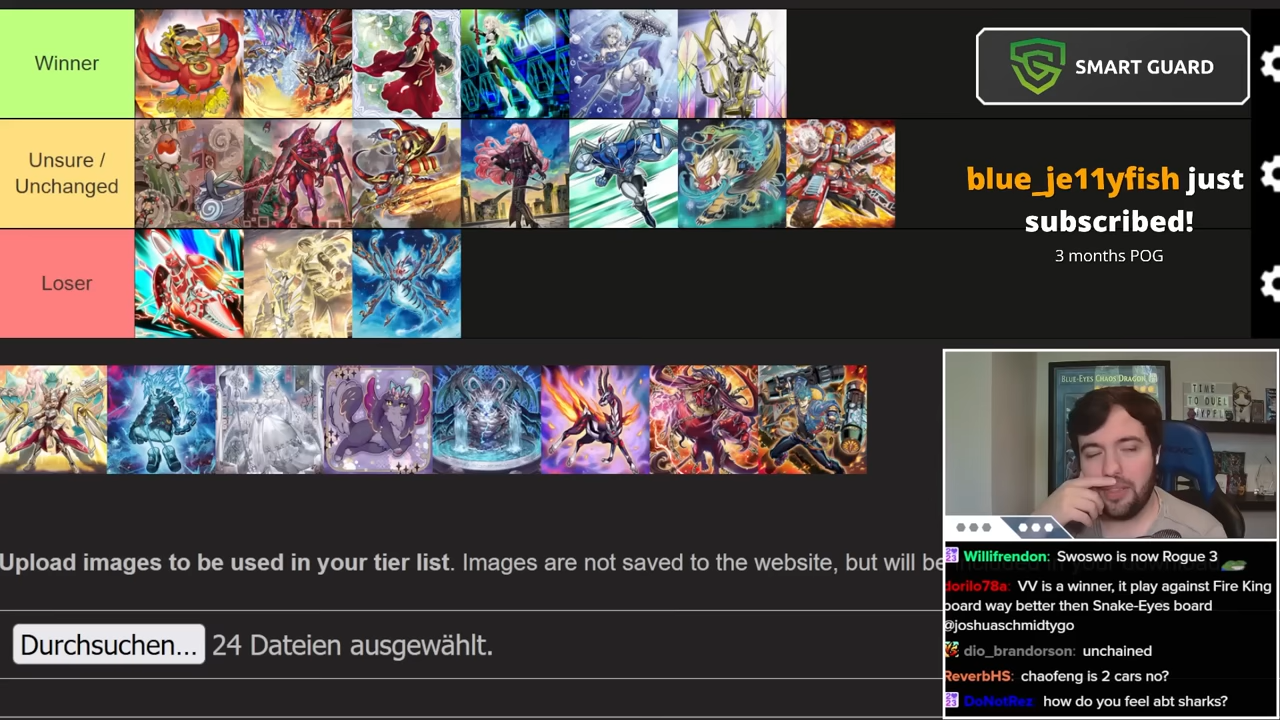 Winner
SMART GUARD
Unsure /
Unchanged
blue_je11yfish just
subscribed!
3 months POG
Loser
BLUE-EYES CHAOS DRAGON
TIME
TO DUEL
Upload images to be used in your tier list. Images are not saved to the website, but will be
Durchsuchen... 24 Dateien ausgewählt.
Willifrendon: Swoswo is now Rogue 3
dorilo78a: VV is a winner, it play against Fire King
board way better then Snake-Eyes board
@joshuaschmidtygo
dio_brandorson: unchained
ReverbHS: chaofeng is 2 cars no?
DoNotRez: how do you feel abt sharks?